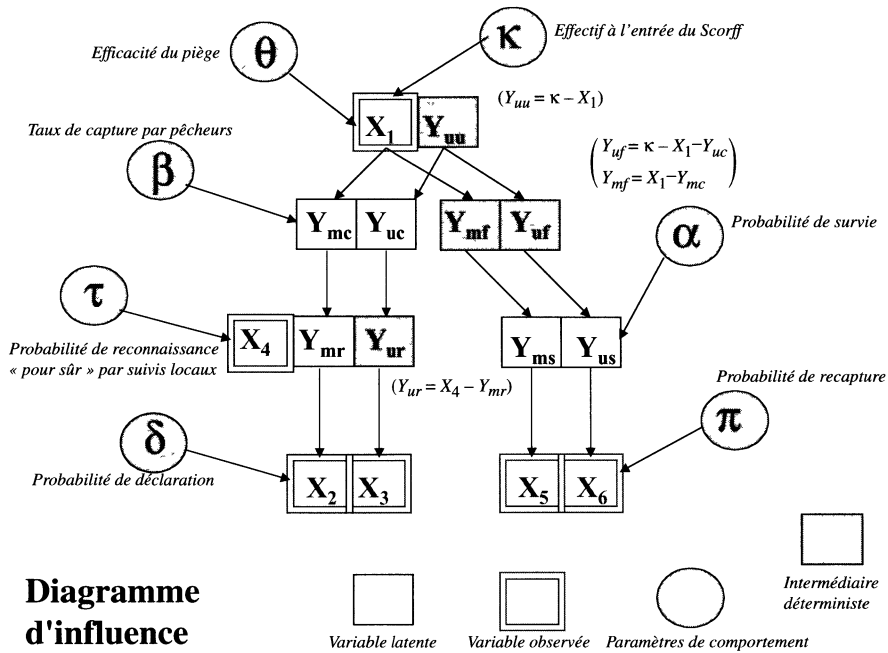 Efficacité du piège
θ
κ
Effectif à l'entrée du Scorff
X1
Yuu
(Yuu = κ – X1)
Taux de capture par pêcheurs
β
Yuf = κ – X1–Yuc
Ymf = X1–Ymc
Ymc
Yuc
Ymf
Yuf
Probabilité de survie
α
τ
Probabilité de reconnaissance
« pour sûr » par suivis locaux
X4
Ymr
Yur
Yms
Yus
(Yur = X4 – Ymr)
Probabilité de recapture
π
δ
Probabilité de déclaration
X2
X3
X5
X6
Diagramme
d'influence
Variable latente
Variable observée
Paramètres de comportement
Intermédiaire
déterministe